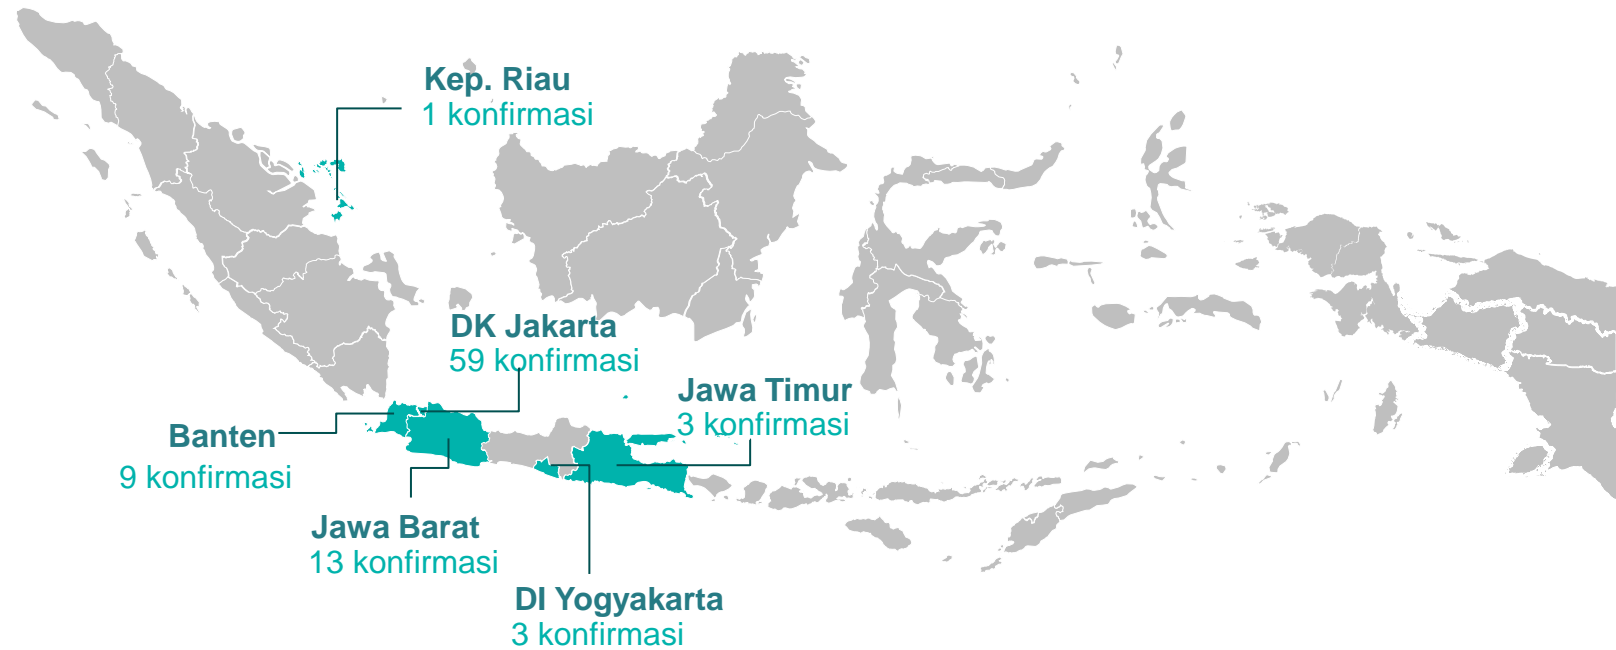 Kep. Riau
1 konfirmasi
DK Jakarta
59 konfirmasi
Jawa Timur
3 konfirmasi
Banten
9 konfirmasi
Jawa Barat
13 konfirmasi
DI Yogyakarta
3 konfirmasi